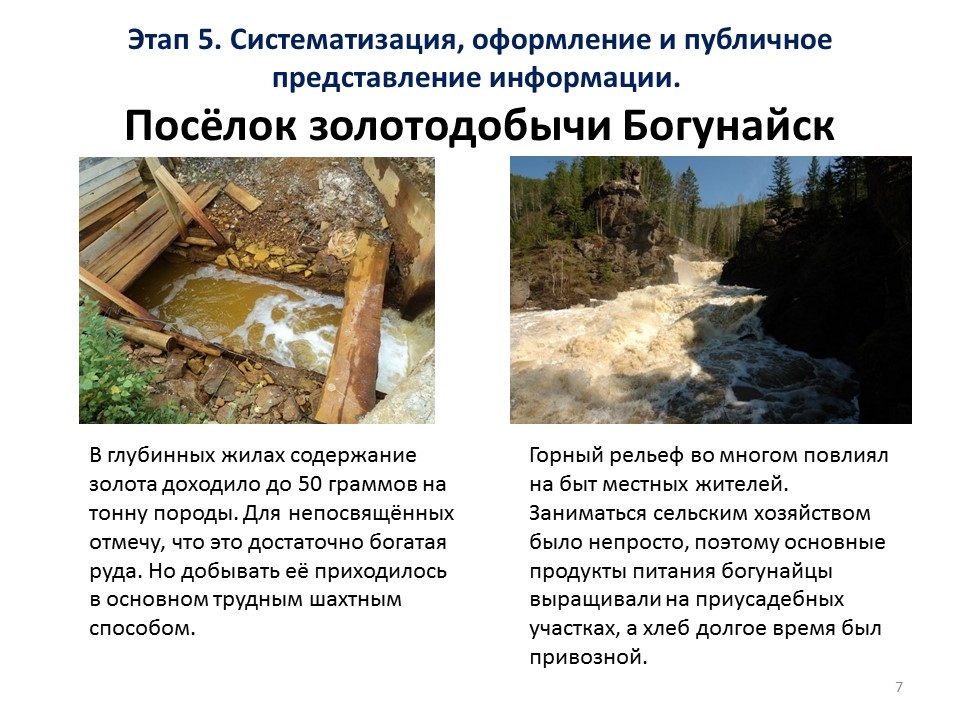 Этап 5. Систематизация, оформление и публичное
представление информации.
Посёлок золотодобычи Богунайск
В глубинных жилах содержание
золота доходило до 50 граммов на
тонну породы. Для непосвящённых
отмечу, что это достаточно богатая
руда. Но добывать её приходилось
в основном трудным шахтным
способом.
Горный рельеф во многом повлиял
на быт местных жителей.
Заниматься сельским хозяйством
было непросто, поэтому основные
продукты питания богунайцы
выращивали на приусадебных
участках, а хлеб долгое время был
привозной.
7